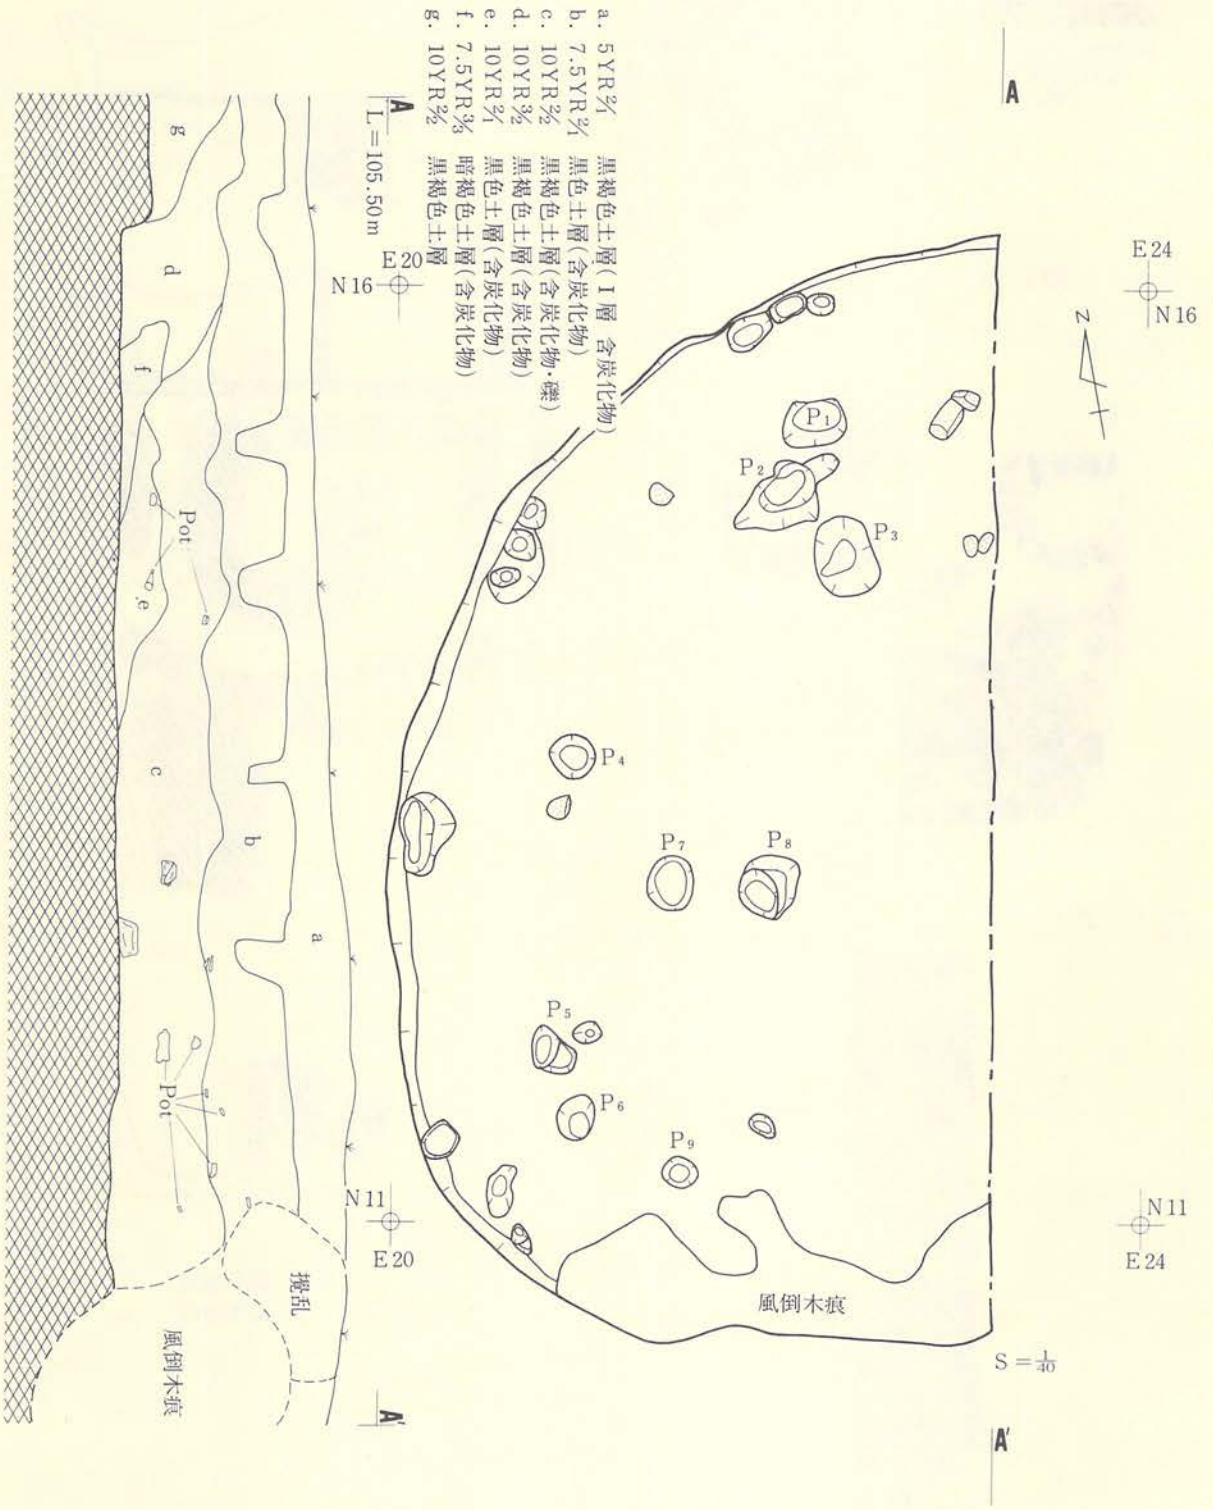 a. 5YR2/1 黒褐色土層(Ⅰ層 含炭化物)
b. 7.5YR2/1 黒色土層(含炭化物)
c. 10YR2/2 黒褐色土層(含炭化物・礫)
d. 10YR3/2 黒褐色土層(含炭化物)
e. 10YR2/1 黒色土層(含炭化物)
f. 7.5YR3/3 暗褐色土層(含炭化物)
g. 10YR2/2 黒褐色土層
A
L=105.50m
g
d
f
Pot
e
c
b
a
Pot
攪乱
風倒木痕
A'
A
E20
N16
E24
N16
N
P1
P2
P3
P4
P7
P8
P5
P6
P9
N11
E20
N11
E24
風倒木痕
S=1/40
A'